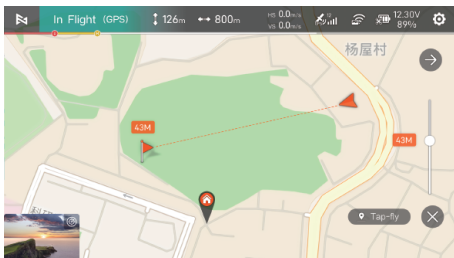 In Flight (GPS) 126m 800m HS 0.0m/s VS 0.0m/s 12 12.30V 89%
杨屋村
43M
43M
Tap-fly